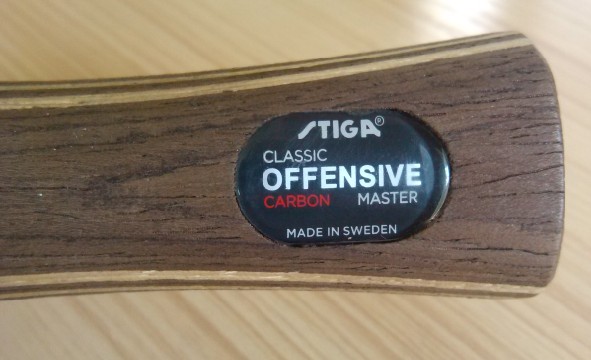 STIGA®
CLASSIC
OFFENSIVE
CARBON MASTER
MADE IN SWEDEN